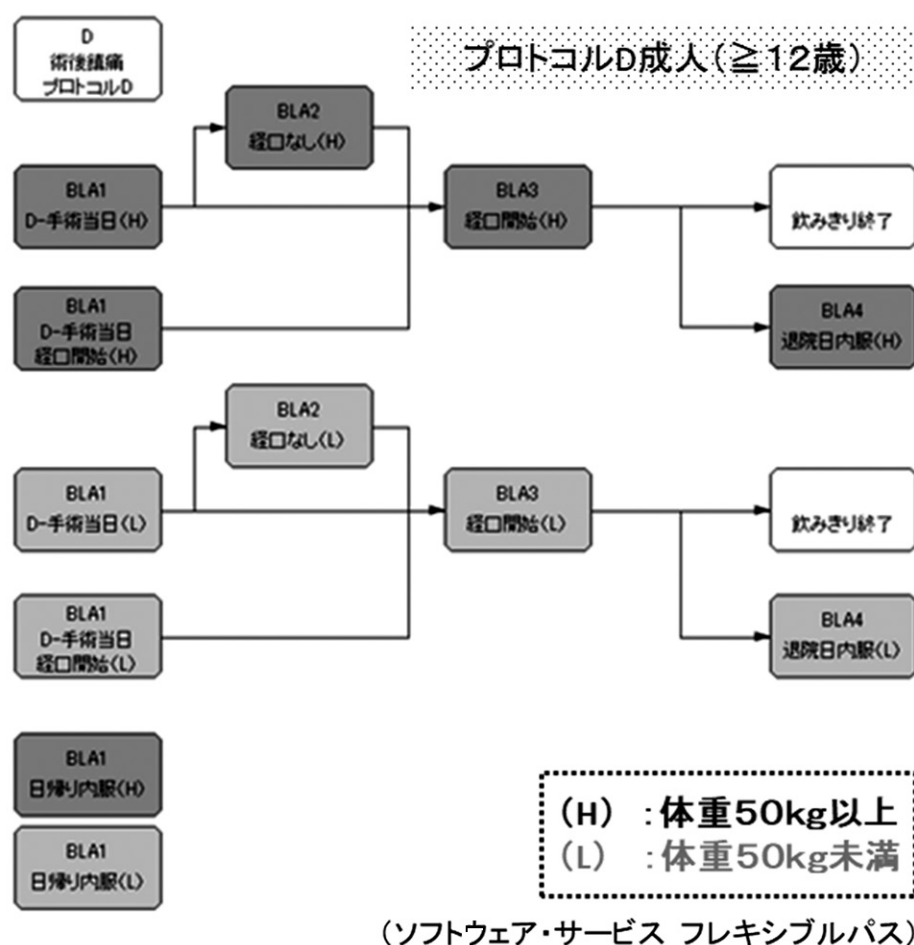 D
術後鎮痛
プロトコルD
プロトコルD成人(≧12歳)
BLA2
経口なし(H)
BLA1
D-手術当日(H)
BLA3
経口開始(H)
飲みきり終了
BLA1
D-手術当日
経口開始(H)
BLA4
退院日内服(H)
BLA2
経口なし(L)
BLA1
D-手術当日(L)
BLA3
経口開始(L)
飲みきり終了
BLA1
D-手術当日
経口開始(L)
BLA4
退院日内服(L)
BLA1
日帰り内服(H)
BLA1
日帰り内服(L)
(H) :体重50kg以上
(L) :体重50kg未満
(ソフトウェア・サービス フレキシブルパス)